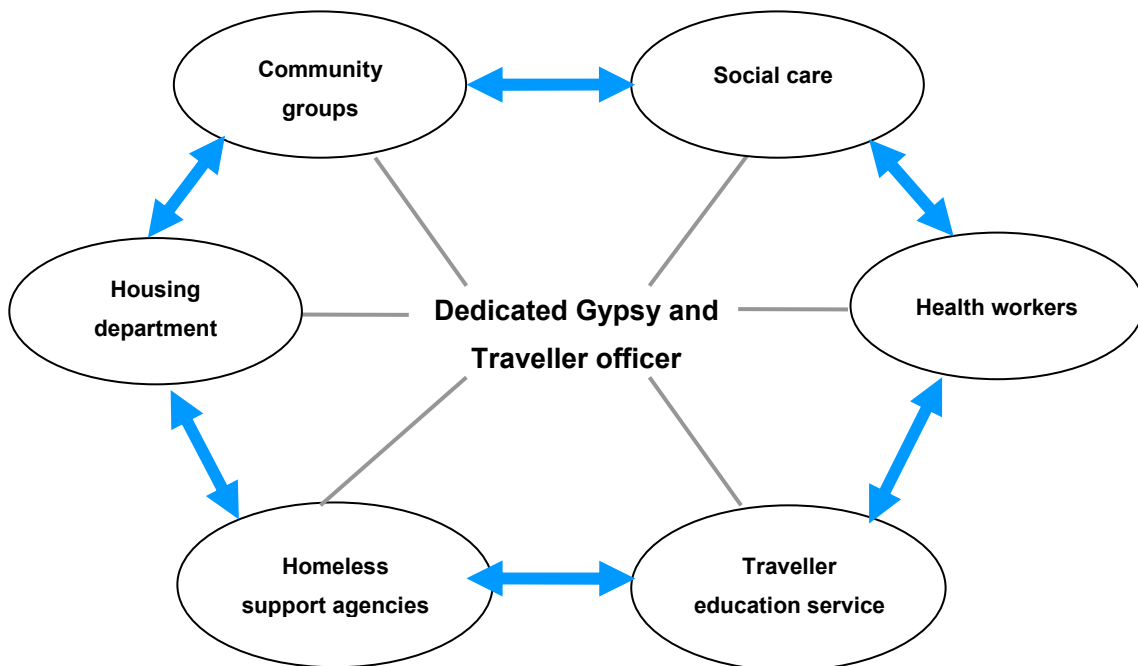 Community
groups
Social care
Housing
department
Dedicated Gypsy and
Traveller officer
Health workers
Homeless
support agencies
Traveller
education service